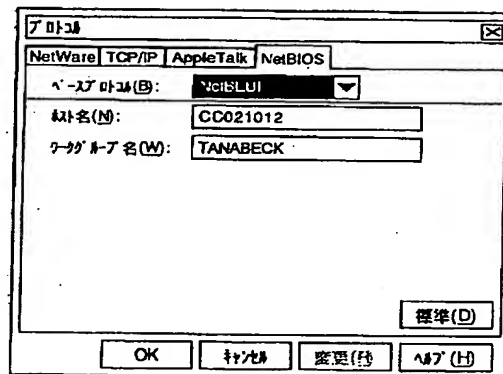 プロトコル
NetWare TCP/IP AppleTalk NetBIOS
ベースプロトコル(B): NetBEUI
ホスト名(N): CC021012
ワークグループ名(W): TANABECK
標準(D)
OK キャンセル 変更(H) ヘルプ(H)